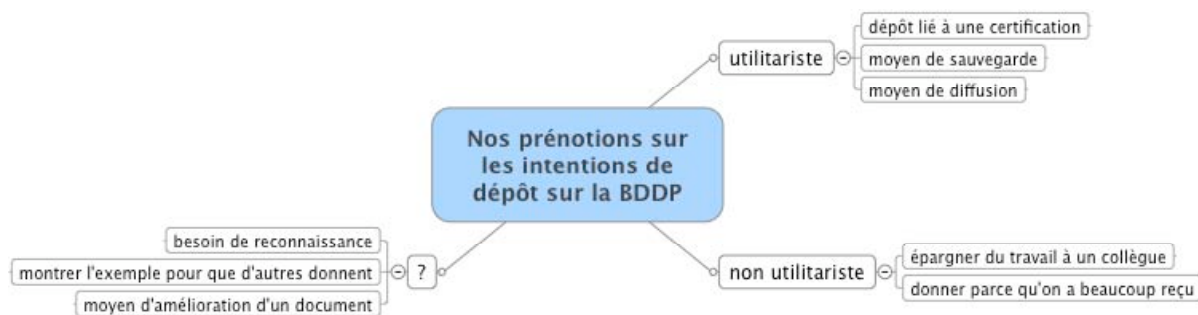 Nos prénotions sur
les intentions de
dépôt sur la BDDP
utilitariste
dépôt lié à une certification
moyen de sauvegarde
moyen de diffusion
non utilitariste
épargner du travail à un collègue
donner parce qu'on a beaucoup reçu
?
besoin de reconnaissance
montrer l'exemple pour que d'autres donnent
moyen d'amélioration d'un document